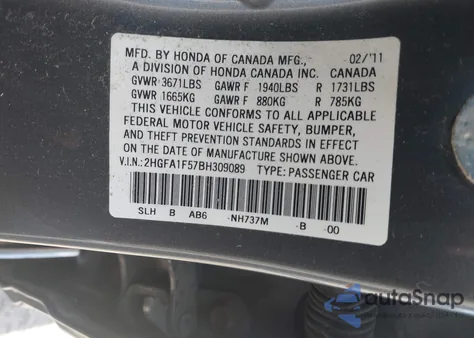 MFD. BY HONDA OF CANADA MFG., 02/'11
A DIVISION OF HONDA CANADA INC. CANADA
GVWR 3671LBS GAWR F 1940LBS R 1731LBS
GVWR 1665KG GAWR F 880KG R 785KG
THIS VEHICLE CONFORMS TO ALL APPLICABLE
FEDERAL MOTOR VEHICLE SAFETY, BUMPER,
AND THEFT PREVENTION STANDARDS IN EFFECT
ON THE DATE OF MANUFACTURE SHOWN ABOVE.
V.I.N.: 2HGFA1F57BH309089 TYPE: PASSENGER CAR
SLH B AB6 -NH737M -B -00
autoSnap